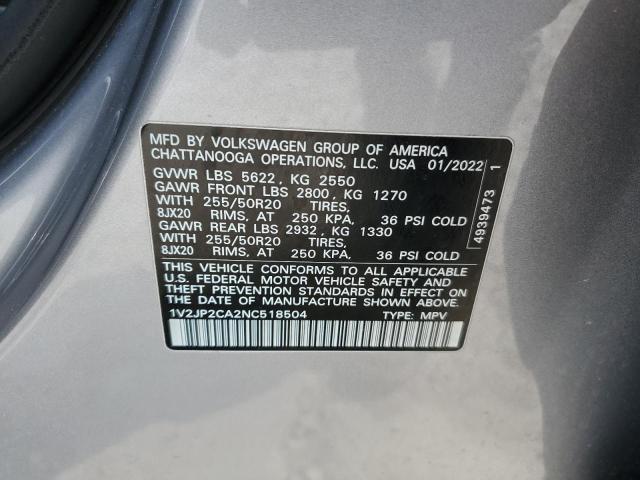 MFD BY VOLKSWAGEN GROUP OF AMERICA
CHATTANOOGA OPERATIONS, LLC. USA 01/2022
GVWR LBS 5622, KG 2550
GAWR FRONT LBS 2800, KG 1270
WITH 255/50R20 TIRES,
8JX20 RIMS, AT 250 KPA, 36 PSI COLD
GAWR REAR LBS 2932, KG 1330
WITH 255/50R20 TIRES,
8JX20 RIMS, AT 250 KPA, 36 PSI COLD
THIS VEHICLE CONFORMS TO ALL APPLICABLE
U.S. FEDERAL MOTOR VEHICLE SAFETY AND
THEFT PREVENTION STANDARDS IN EFFECT ON
THE DATE OF MANUFACTURE SHOWN ABOVE.
1V2JP2CA2NC518504 TYPE: MPV
4939473 1